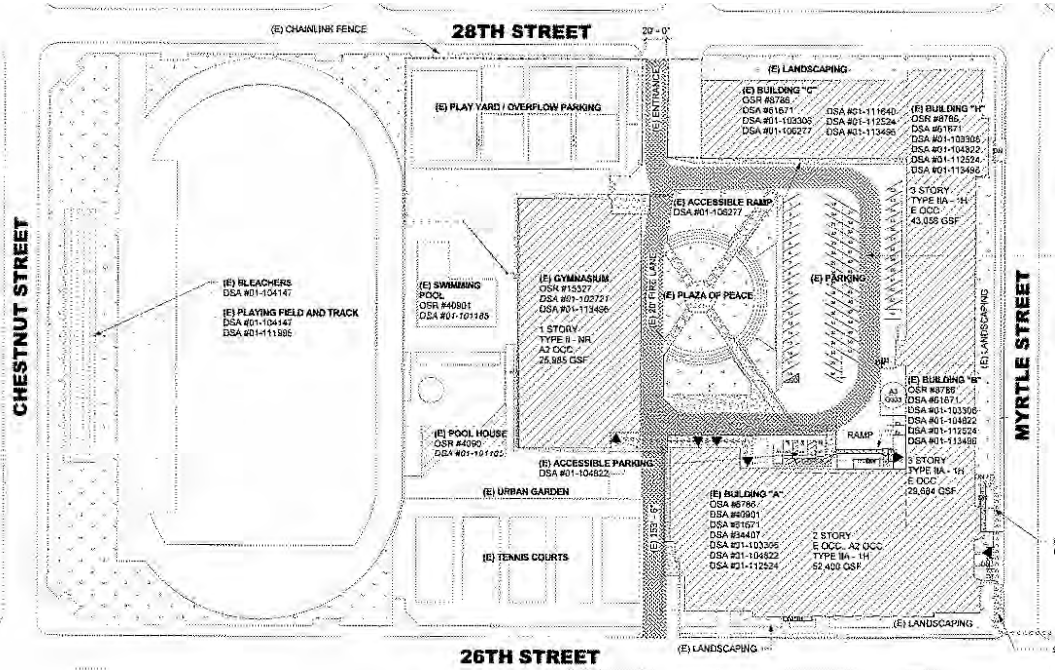 (E) CHAINLINK FENCE
28TH STREET
20'-0"
(E) LANDSCAPING
(E) ENTRANCE
(E) PLAY YARD / OVERFLOW PARKING
(E) BUILDING "C"
OSR #8786
DSA #61671
DSA #01-103306
DSA #01-106277
DSA #01-111640
DSA #01-112524
DSA #01-113496
(E) BUILDING "H"
OSR #8786
DSA #61671
DSA #01-103306
DSA #01-104822
DSA #01-112524
DSA #01-113496
3 STORY
TYPE IIA - 1H
E OCC
43,056 GSF
(E) ACCESSIBLE RAMP
DSA #01-106277
CHESTNUT STREET
(E) BLEACHERS
DSA #01-104147
(E) PLAYING FIELD AND TRACK
DSA #01-104147
DSA #01-111995
(E) SWIMMING
POOL
OSR #40901
DSA #01-101185
(E) GYMNASIUM
OSR #15327
DSA #01-102721
DSA #01-113496
1 STORY
TYPE II - NR
A2 OCC
25,985 GSF
(E) 20' FIRE LANE
(E) PLAZA OF PEACE
(E) PARKING
(E) LANDSCAPING
MYRTLE STREET
A3
(E) BUILDING "B"
OSR #8786
DSA #61671
DSA #01-103306
DSA #01-104822
DSA #01-112524
DSA #01-113496
3 STORY
TYPE IIA - 1H
E OCC
29,684 GSF
RAMP
(E) POOL HOUSE
OSR #4090
DSA #01-101185
(E) ACCESSIBLE PARKING
DSA #01-104822
(E) URBAN GARDEN
(E) 153'-6"
(E) BUILDING "A"
OSA #8786
DSA #40901
DSA #61671
DSA #34407
DSA #01-103306
DSA #01-104822
DSA #01-112524
2 STORY
E OCC, A2 OCC
TYPE IIA - 1H
52,400 GSF
(E) TENNIS COURTS
(E) LANDSCAPING
(E) LANDSCAPING
26TH STREET